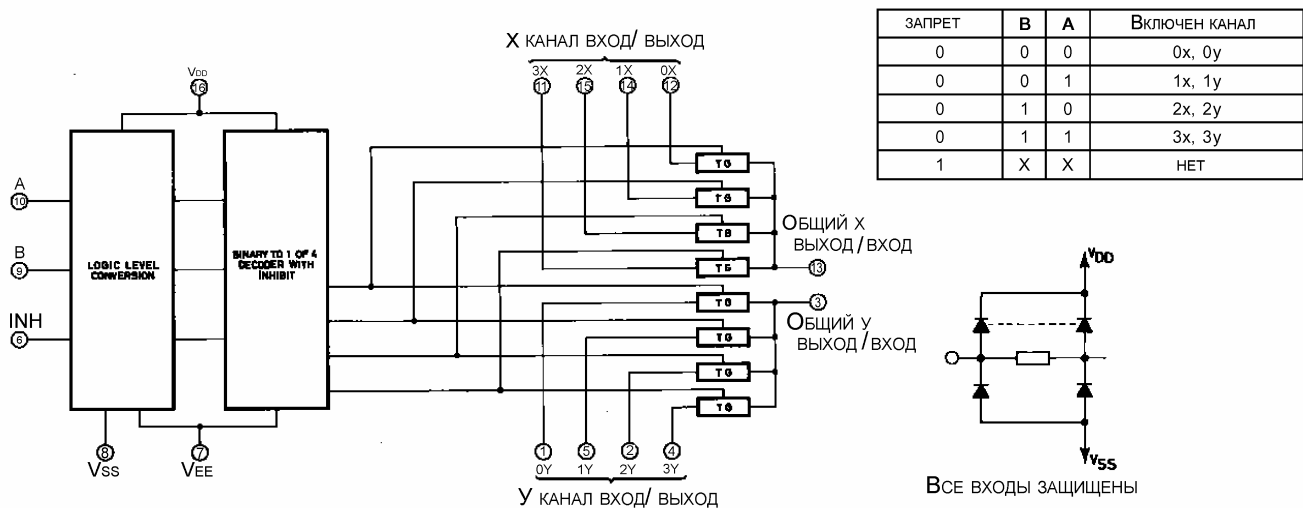 X КАНАЛ ВХОД/ ВЫХОД
3X 2X 1X 0X
11 15 14 12
VDD
16
A
10
B
9
INH
6
LOGIC LEVEL
CONVERSION
BINARY TO 1 OF 4
DECODER WITH
INHIBIT
8
VSS
7
VEE
TG
TG
TG
TG
TG
TG
TG
TG
ОБЩИЙ X
ВЫХОД/ВХОД
13
3
ОБЩИЙ У
ВЫХОД/ВХОД
1 5 2 4
0Y 1Y 2Y 3Y
У КАНАЛ ВХОД/ ВЫХОД
ЗАПРЕТ B A ВКЛЮЧЕН КАНАЛ
0 0 0 0x, 0y
0 0 1 1x, 1y
0 1 0 2x, 2y
0 1 1 3x, 3y
1 X X НЕТ
VDD
VSS
ВСЕ ВХОДЫ ЗАЩИЩЕНЫ